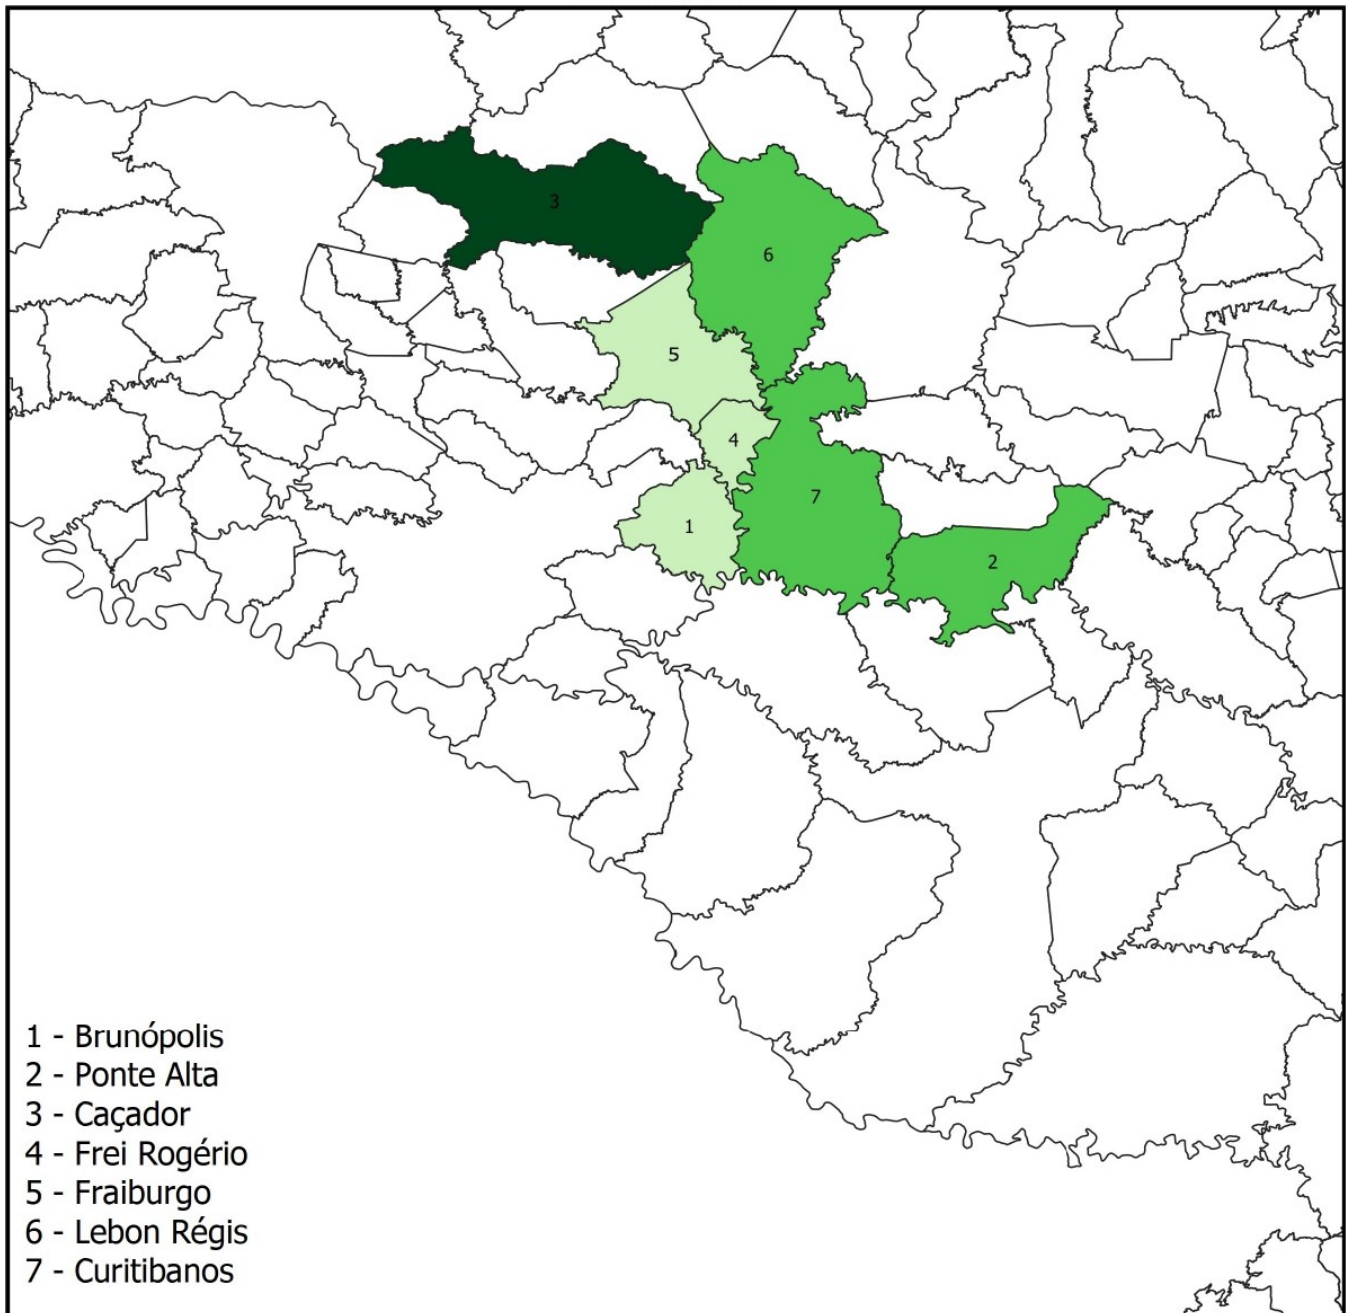 3
6
5
4
7
1
2
1 - Brunópolis
2 - Ponte Alta
3 - Caçador
4 - Frei Rogério
5 - Fraiburgo
6 - Lebon Régis
7 - Curitibanos